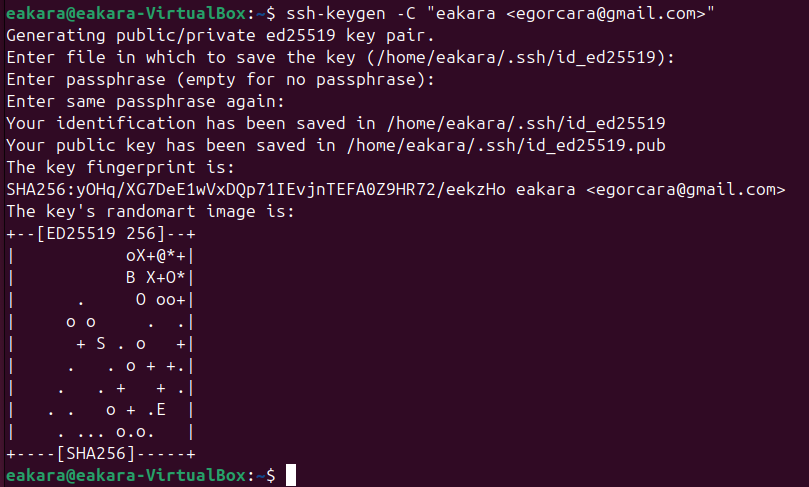 eakara@eakara-VirtualBox:~$ ssh-keygen -C "eakara <egorcara@gmail.com>"
Generating public/private ed25519 key pair.
Enter file in which to save the key (/home/eakara/.ssh/id_ed25519):
Enter passphrase (empty for no passphrase):
Enter same passphrase again:
Your identification has been saved in /home/eakara/.ssh/id_ed25519
Your public key has been saved in /home/eakara/.ssh/id_ed25519.pub
The key fingerprint is:
SHA256:yOHq/XG7DeE1wVxDQp71IEvjnTEFA0Z9HR72/eekzHo eakara <egorcara@gmail.com>
The key's randomart image is:
+--[ED25519 256]--+
|           oX+@*+|
|           B X+O*|
|      .     O oo+|
|     o o     .  .|
|      + S . o   +|
|     .   . o + +.|
|    .   . +   + .|
|   . .   o + .E  |
|    . ... o.o.   |
+----[SHA256]-----+
eakara@eakara-VirtualBox:~$